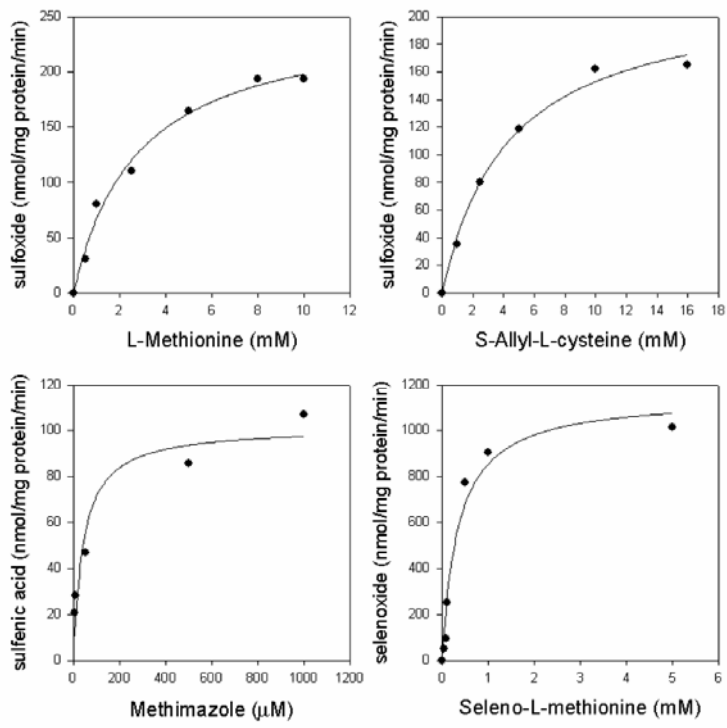 250
200
150
100
50
0
sulfoxide (nmol/mg protein/min)
0 2 4 6 8 10 12
L-Methionine (mM)
200
180
160
140
120
100
80
60
40
20
0
sulfoxide (nmol/mg protein/min)
0 2 4 6 8 10 12 14 16 18
S-Allyl-L-cysteine (mM)
120
100
80
60
40
20
0
sulfenic acid (nmol/mg protein/min)
0 200 400 600 800 1000 1200
Methimazole (μM)
1200
1000
800
600
400
200
0
selenoxide (nmol/mg protein/min)
0 1 2 3 4 5 6
Seleno-L-methionine (mM)